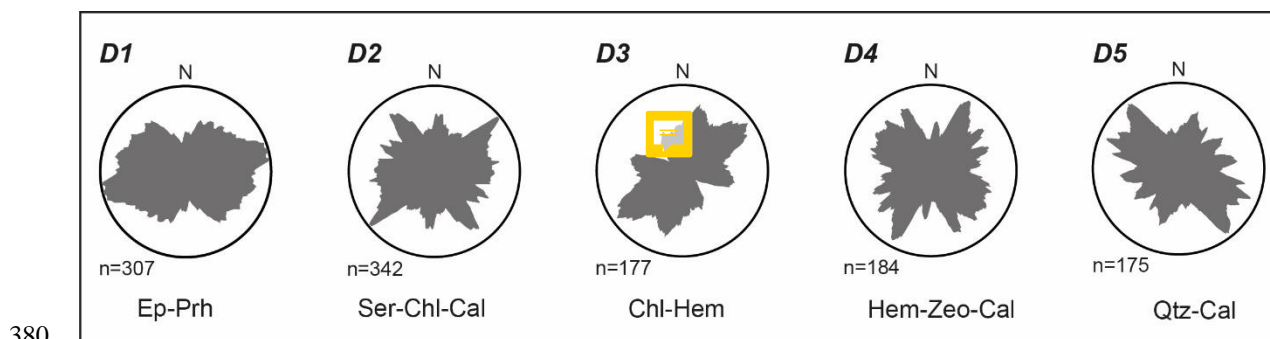 D1 D2 D3 D4 D5
N N N N N
n=307 n=342 n=177 n=184 n=175
Ep-Prh Ser-Chl-Cal Chl-Hem Hem-Zeo-Cal Qtz-Cal
380